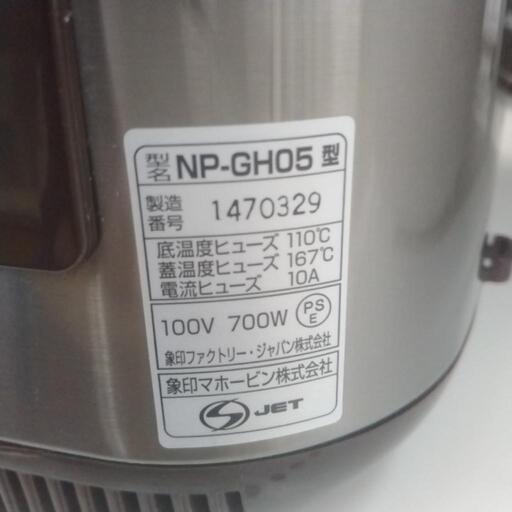 型名 NP-GH05 型
製造番号 1470329
底温度ヒューズ 110℃
蓋温度ヒューズ 167℃
電流ヒューズ 10A
100V 700W PSE
象印ファクトリー・ジャパン株式会社
象印マホービン株式会社
S JET